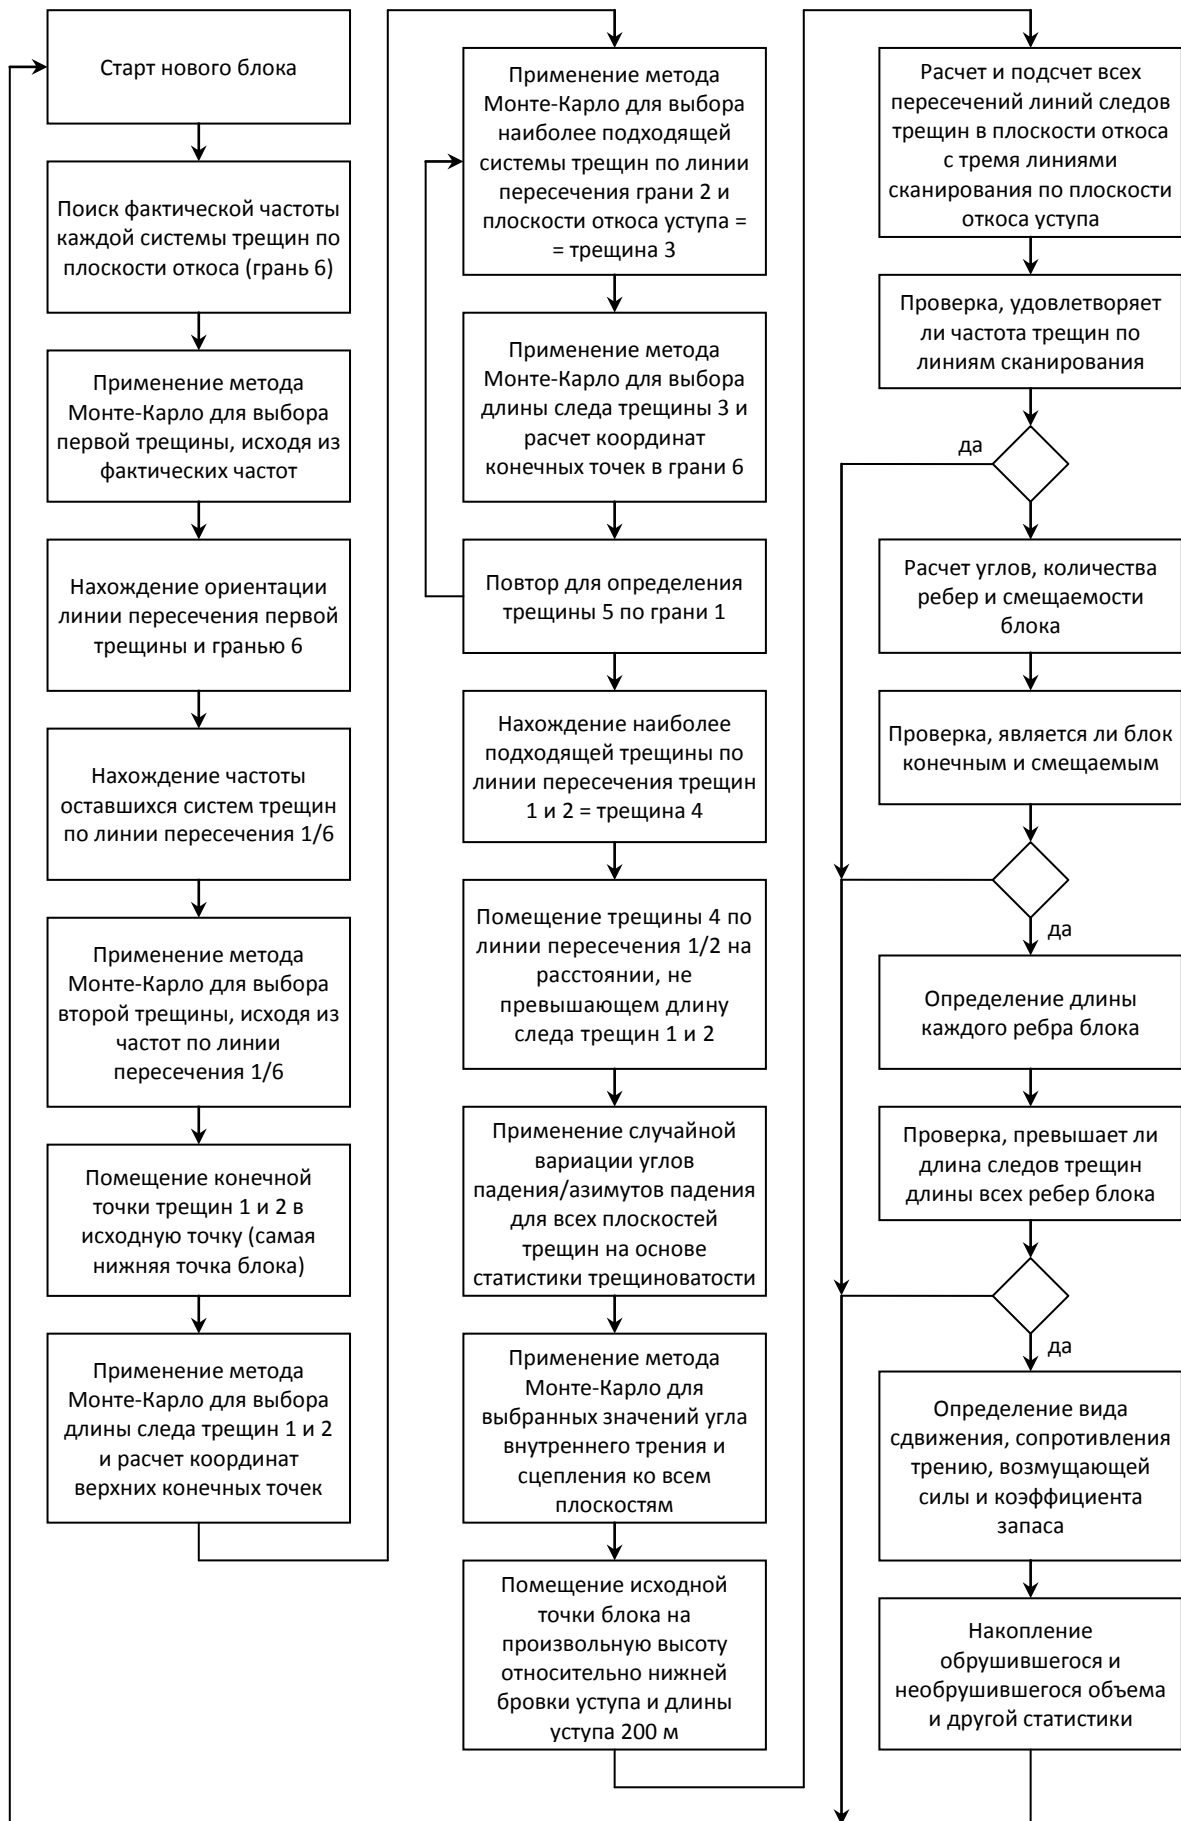 Старт нового блока
Поиск фактической частоты
каждой системы трещин по
плоскости откоса (грань 6)
Применение метода
Монте-Карло для выбора
первой трещины, исходя из
фактических частот
Нахождение ориентации
линии пересечения первой
трещины и гранью 6
Нахождение частоты
оставшихся систем трещин
по линии пересечения 1/6
Применение метода
Монте-Карло для выбора
второй трещины, исходя из
частот по линии
пересечения 1/6
Помещение конечной
точки трещин 1 и 2 в
исходную точку (самая
нижняя точка блока)
Применение метода
Монте-Карло для выбора
длины следа трещин 1 и 2
и расчет координат
верхних конечных точек
Применение метода
Монте-Карло для выбора
наиболее подходящей
системы трещин по линии
пересечения грани 2 и
плоскости откоса уступа =
= трещина 3
Применение метода
Монте-Карло для выбора
длины следа трещины 3 и
расчет координат
конечных точек в грани 6
Повтор для определения
трещины 5 по грани 1
Нахождение наиболее
подходящей трещины по
линии пересечения трещин
1 и 2 = трещина 4
Помещение трещины 4 по
линии пересечения 1/2 на
расстоянии, не
превышающем длину
следа трещин 1 и 2
Применение случайной
вариации углов
падения/азимутов падения
для всех плоскостей
трещин на основе
статистики трещиноватости
Применение метода
Монте-Карло для
выбранных значений угла
внутреннего трения и
сцепления ко всем
плоскостям
Помещение исходной
точки блока на
произвольную высоту
относительно нижней
бровки уступа и длины
уступа 200 м
Расчет и подсчет всех
пересечений линий следов
трещин в плоскости откоса
с тремя линиями
сканирования по плоскости
откоса уступа
Проверка, удовлетворяет
ли частота трещин по
линиям сканирования
да
Расчет углов, количества
ребер и смещаемости
блока
Проверка, является ли блок
конечным и смещаемым
да
Определение длины
каждого ребра блока
Проверка, превышает ли
длина следов трещин
длины всех ребер блока
да
Определение вида
сдвижения, сопротивления
трению, возмущающей
силы и коэффициента
запаса
Накопление
обрушившегося и
необрушившегося объема
и другой статистики